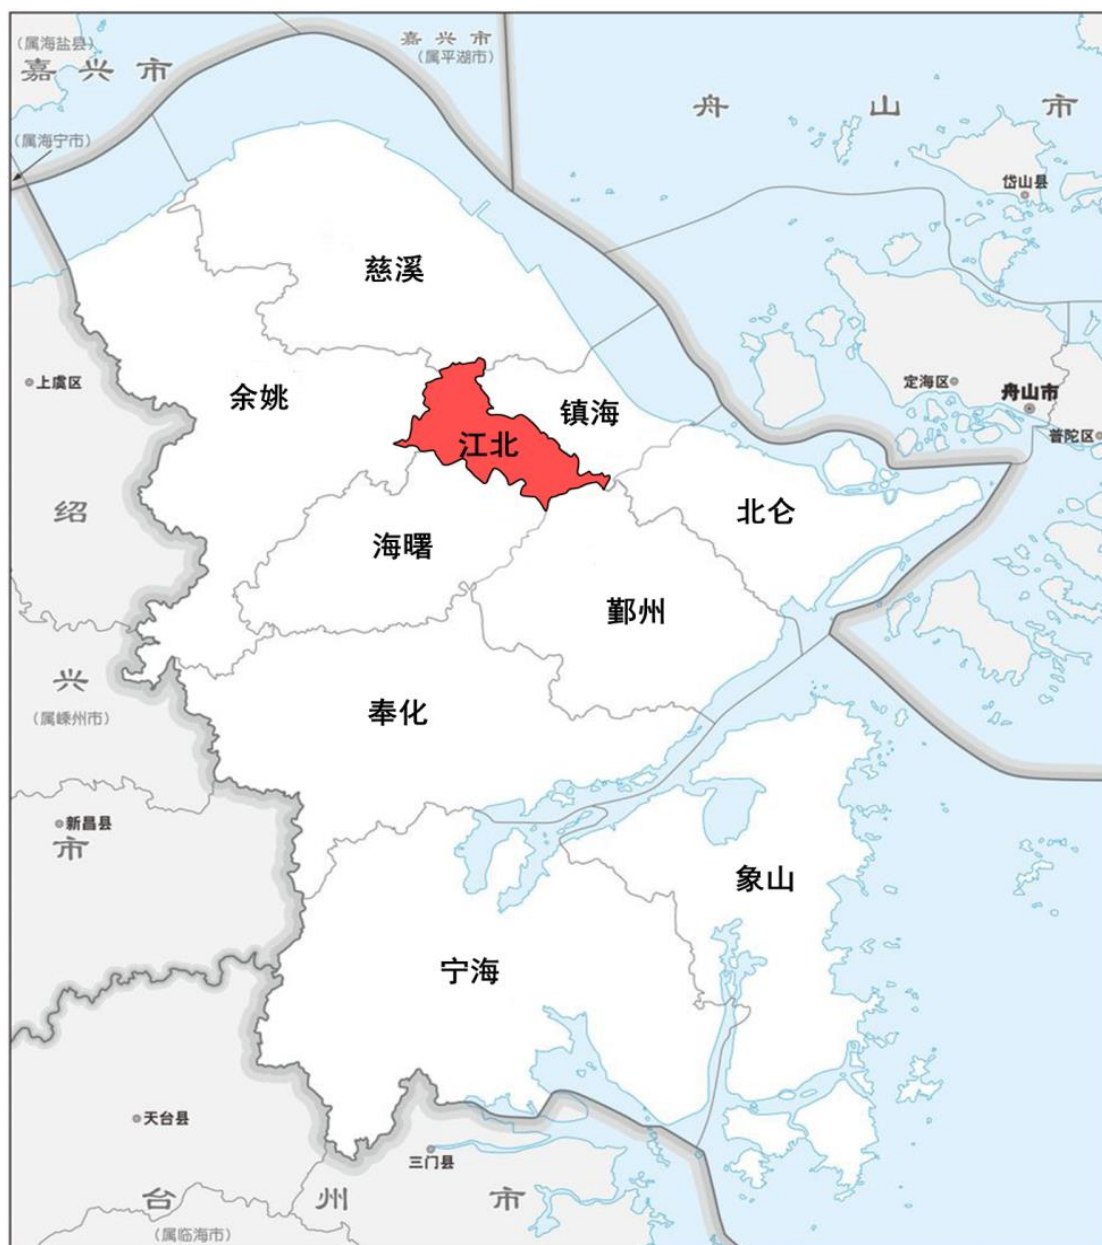 (属海盐县)
嘉兴市
嘉兴市
(属平湖市)
舟山市
(属海宁市)
岱山县
慈溪
上虞区
余姚
镇海
定海区
舟山市
普陀区
江北
绍兴市
北仑
海曙
鄞州
(属嵊州市)
奉化
新昌县
象山
宁海
天台县
三门县
台州市
(属临海市)